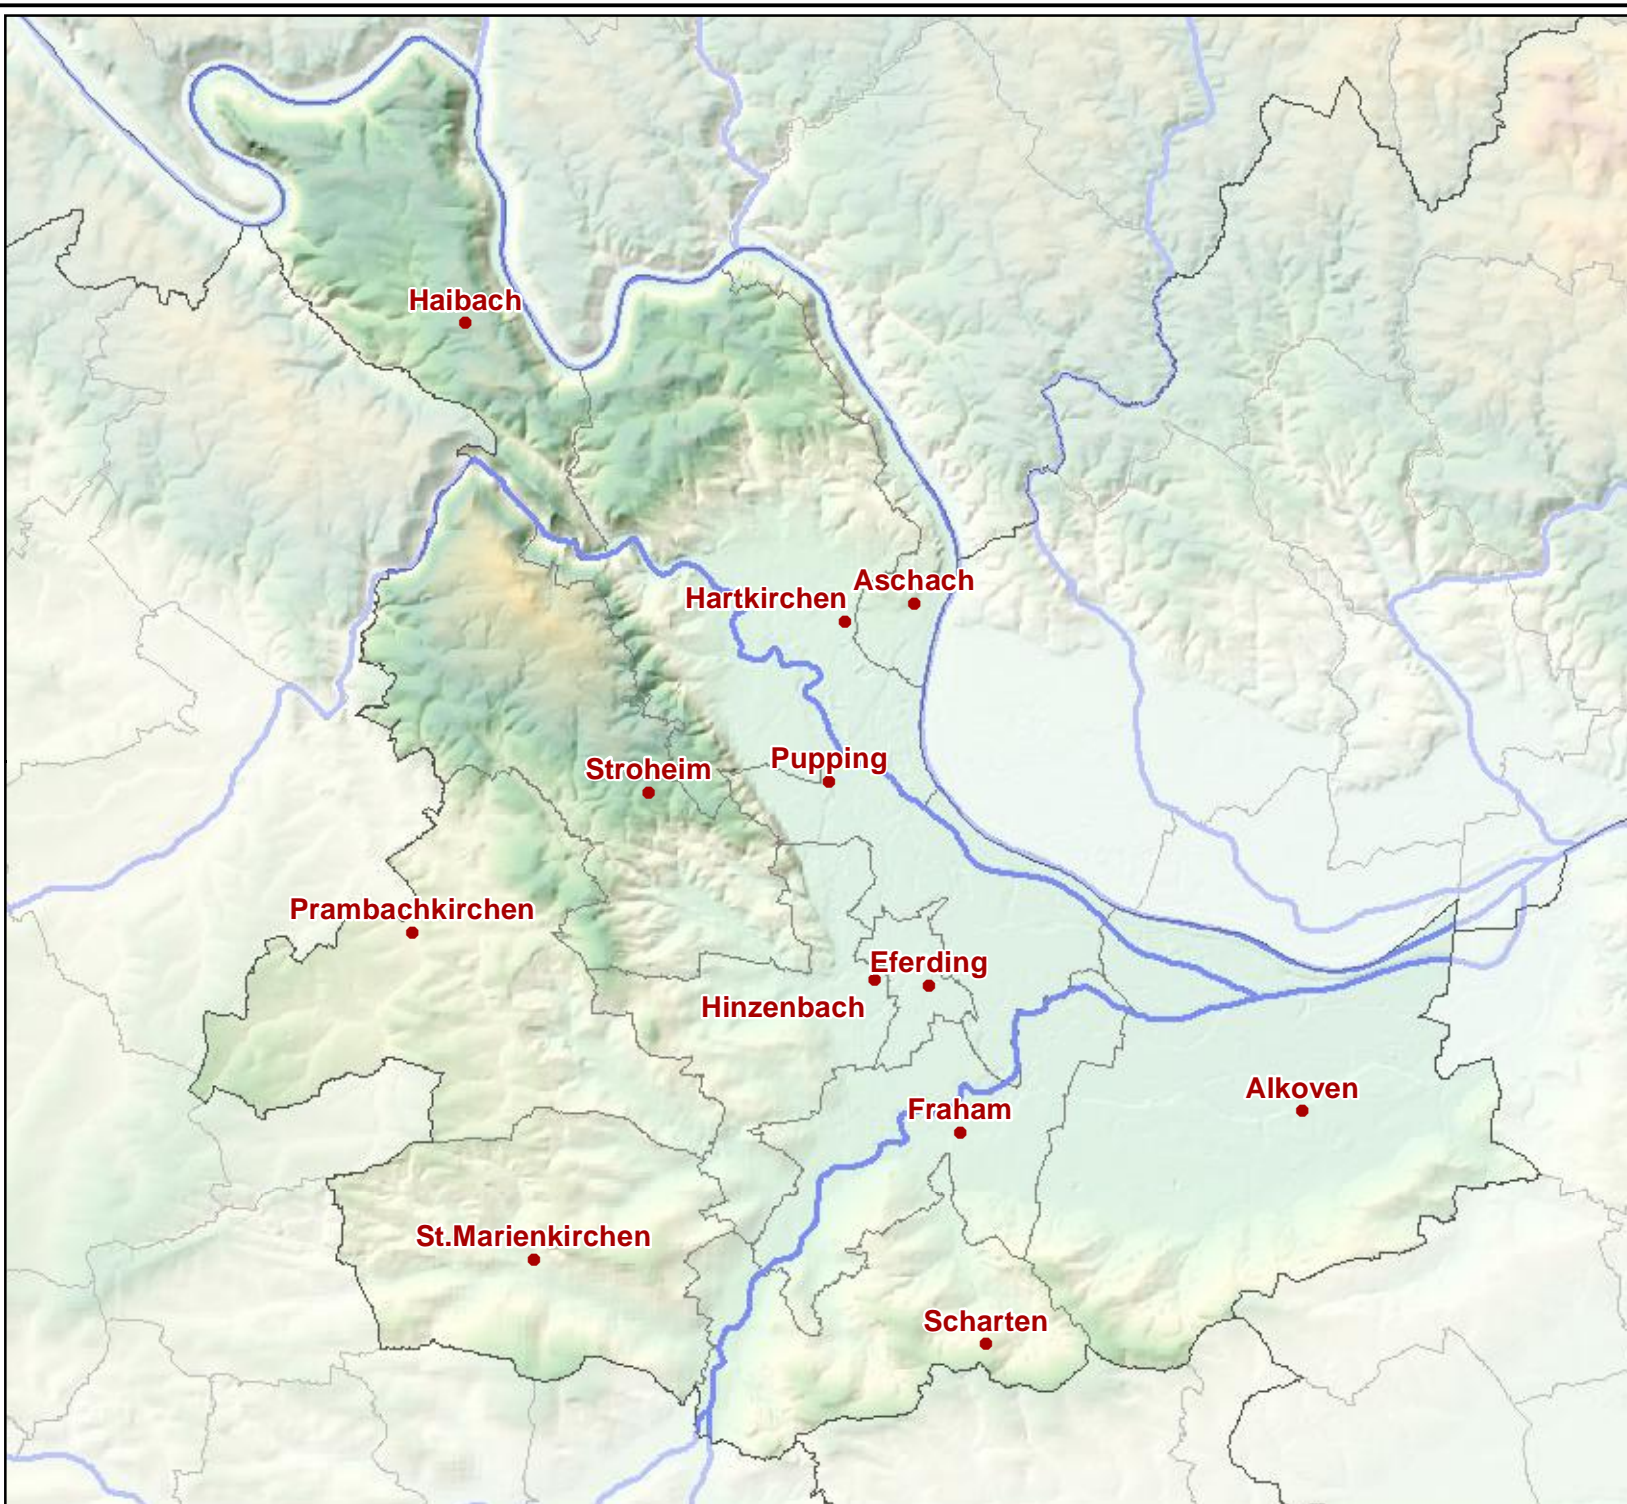 Haibach
Aschach
Hartkirchen
Pupping
Stroheim
Prambachkirchen
Eferding
Hinzenbach
Alkoven
Fraham
St.Marienkirchen
Scharten